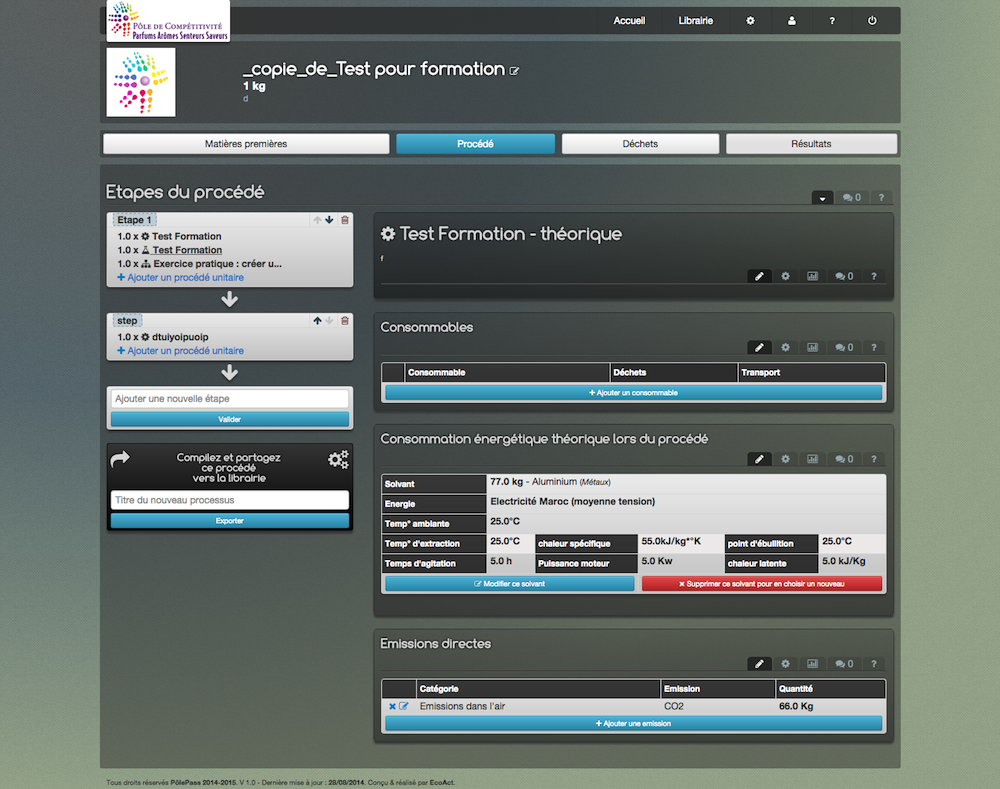 PÔLE DE COMPÉTITIVITÉ
Parfums Arômes Senteurs Saveurs
Accueil
Librairie
?
_copie_de_Test pour formation
1 kg
d
Matières premières
Procédé
Déchets
Résultats
Etapes du procédé
0
?
Etape 1
1.0 x Test Formation
1.0 x Test Formation
1.0 x Exercice pratique : créer u...
+ Ajouter un procédé unitaire
step
1.0 x dtuiyoipuoip
+ Ajouter un procédé unitaire
Ajouter une nouvelle étape
Valider
Compilez et partagez
ce procédé
vers la librairie
Titre du nouveau processus
Exporter
Test Formation - théorique
f
0
?
Consommables
0
?
Consommable Déchets Transport
+ Ajouter un consommable
Consommation énergétique théorique lors du procédé
0
?
Solvant 77.0 kg - Aluminium (Métaux)
Energie Electricité Maroc (moyenne tension)
Temp° ambiante 25.0°C
Temp° d'extraction 25.0°C chaleur spécifique 55.0kJ/kg*°K point d'ébullition 25.0°C
Temps d'agitation 5.0 h Puissance moteur 5.0 Kw chaleur latente 5.0 kJ/Kg
Modifier ce solvant
× Supprimer ce solvant pour en choisir un nouveau
Emissions directes
0
?
Catégorie Emission Quantité
Emissions dans l'air CO2 66.0 Kg
+ Ajouter une emission
Tous droits réservés PôlePass 2014-2015. V 1.0 - Dernière mise à jour : 28/08/2014. Conçu & réalisé par EcoAct.